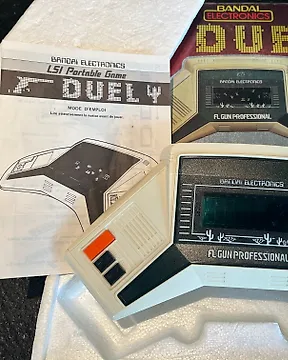 BANDAI ELECTRONICS
LSI Portable Game
DUEL
MODE D'EMPLOI
BANDAI
ELECTRONICS
DUE
BANDAI ELECTRONICS
FL GUN PROFESSIONAL
BANDAI ELECTRONICS
FL GUN PROFESSIONAL